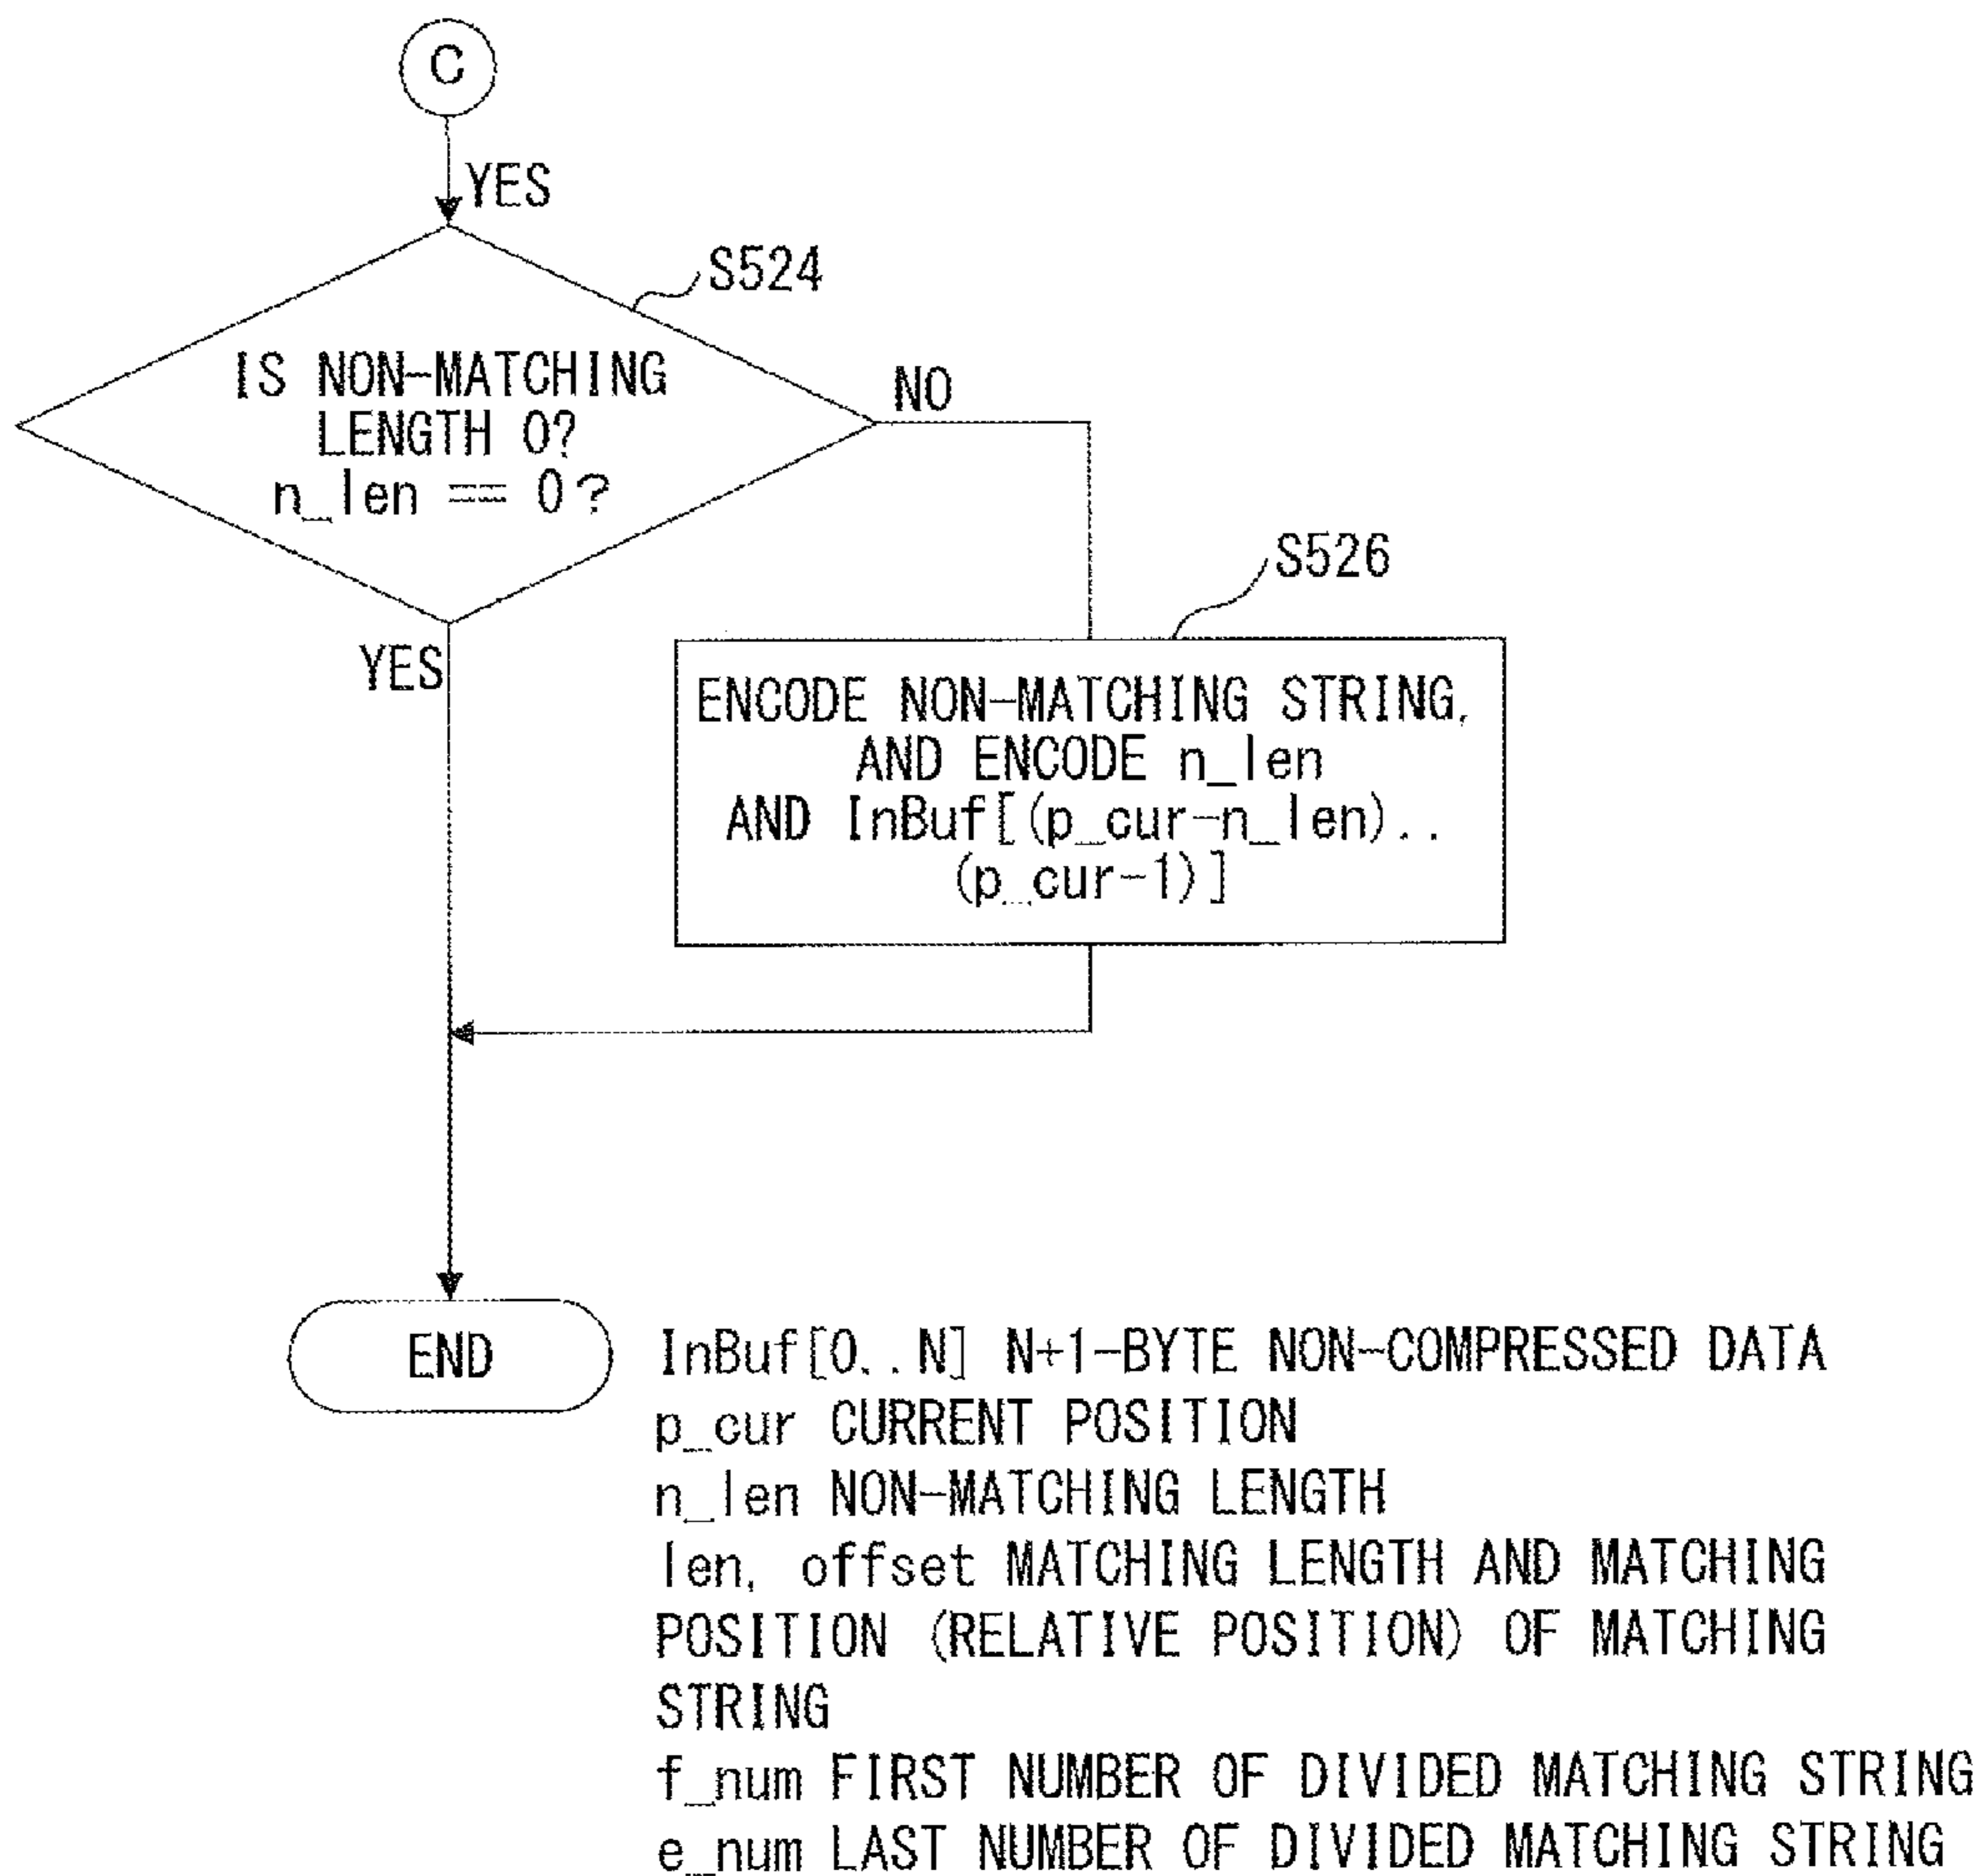 C
YES
S524
IS NON-MATCHING
LENGTH 0?
n_len == 0?
NO
S526
YES
ENCODE NON-MATCHING STRING,
AND ENCODE n_len
AND InBuf[(p_cur-n_len)..
(p_cur-1)]
END
InBuf[0..N] N+1-BYTE NON-COMPRESSED DATA
p_cur CURRENT POSITION
n_len NON-MATCHING LENGTH
len, offset MATCHING LENGTH AND MATCHING
POSITION (RELATIVE POSITION) OF MATCHING
STRING
f_num FIRST NUMBER OF DIVIDED MATCHING STRING
e_num LAST NUMBER OF DIVIDED MATCHING STRING